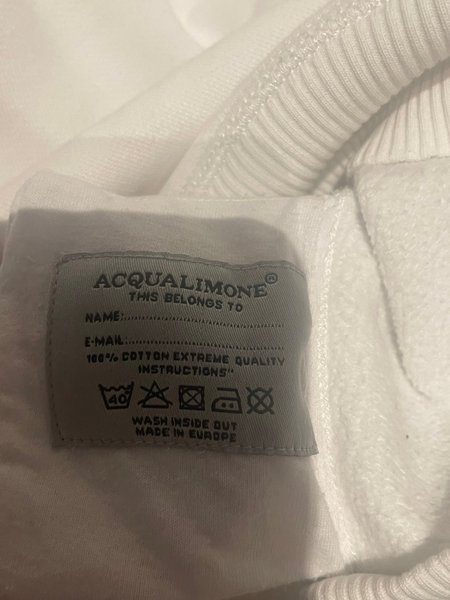 ACQUALIMONE®
THIS BELONGS TO
NAME:
E-MAIL:
100% COTTON EXTREME QUALITY
INSTRUCTIONS"
40
WASH INSIDE OUT
MADE IN EUROPE